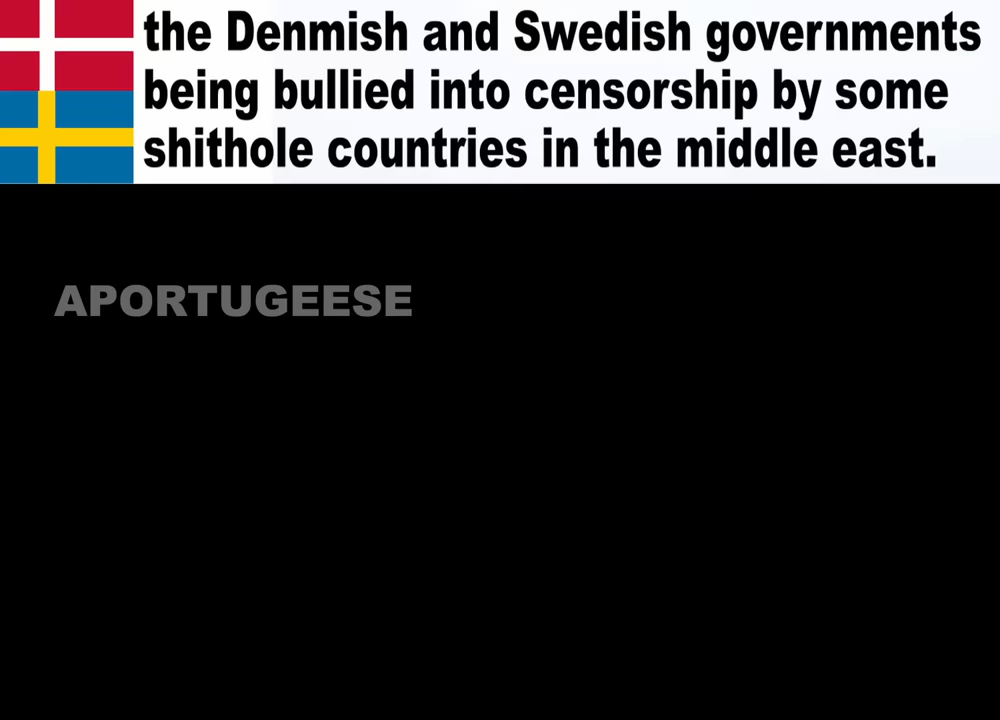 the Denmish and Swedish governments
being bullied into censorship by some
shithole countries in the middle east.
APORTUGEESE